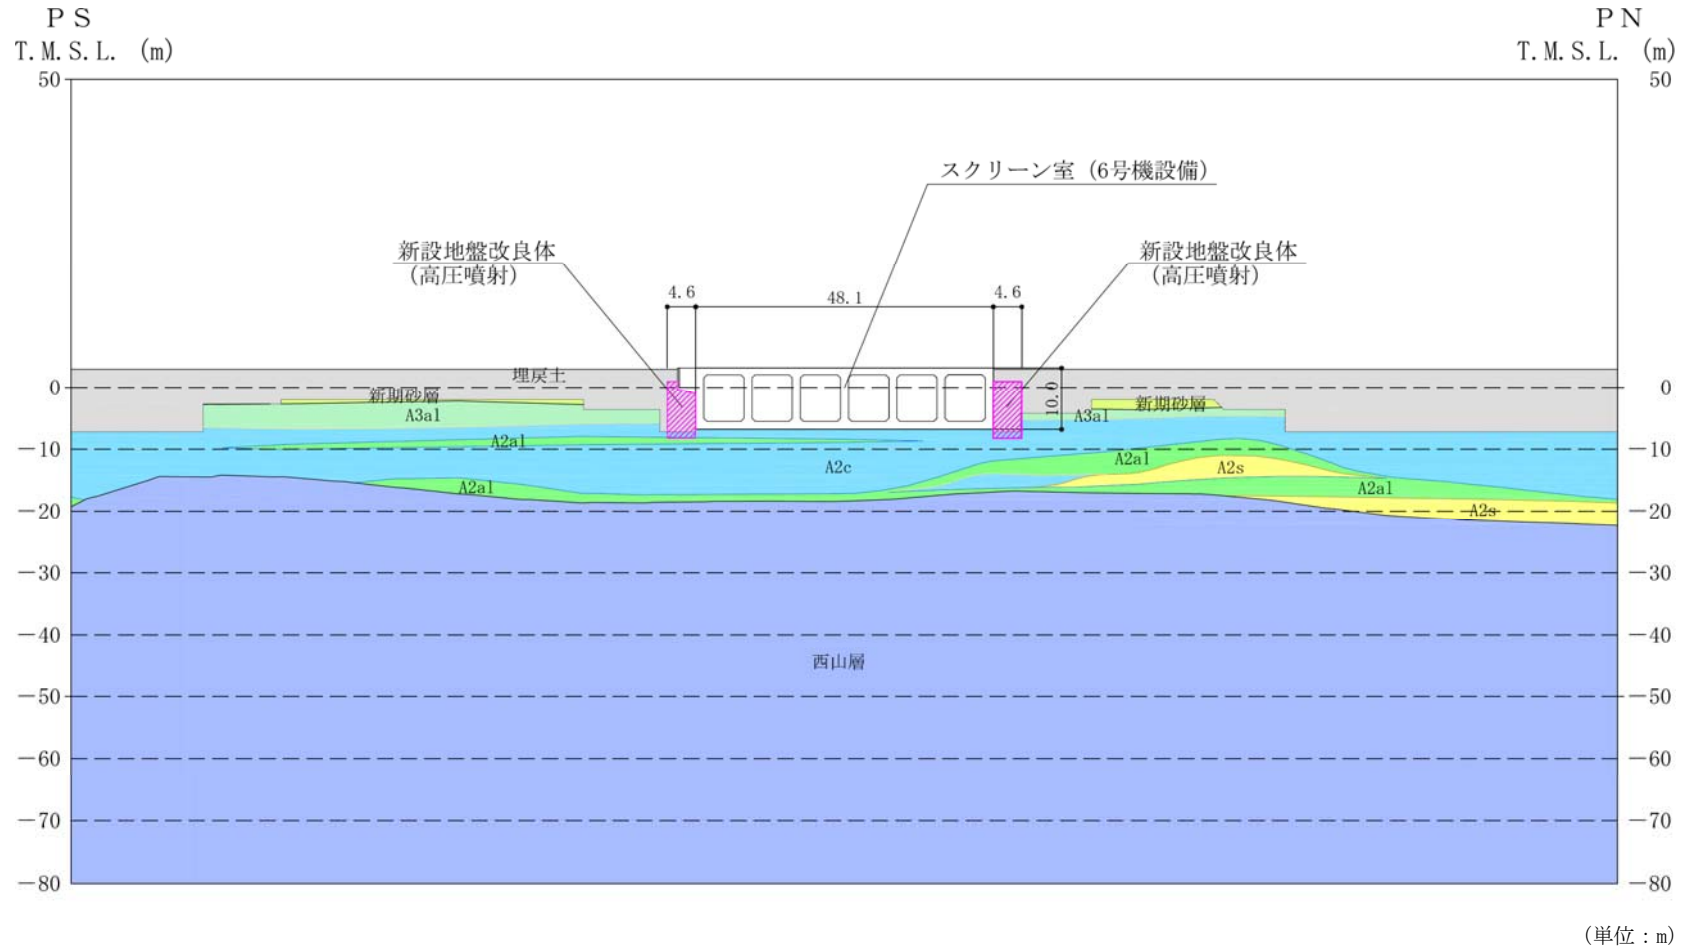 ＰＳ
ＰＮ
T.M.S.L. (m)
T.M.S.L. (m)
50
50
スクリーン室（6号機設備）
新設地盤改良体
（高圧噴射）
新設地盤改良体
（高圧噴射）
4.6
48.1
4.6
埋戻土
0
0
新期砂層
10.0
新期砂層
A3al
A3al
A2al
－10
－10
A2al
A2c
A2s
A2al
A2al
－20
A2s
－20
－30
－30
－40
－40
西山層
－50
－50
－60
－60
－70
－70
－80
－80
（単位：m）